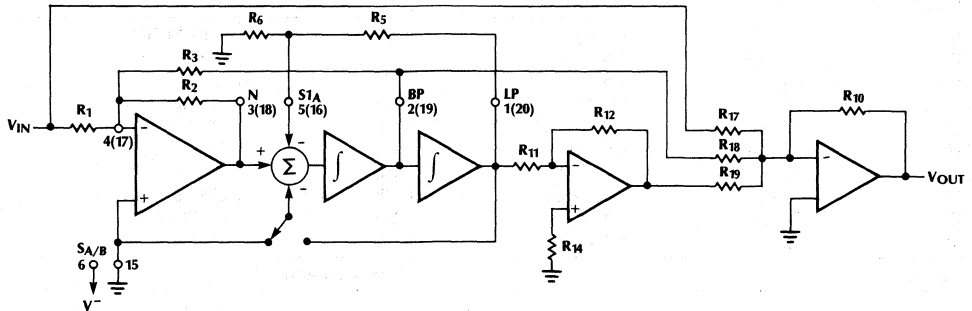 R6
R5
R3
R2
N
3(18)
S1A
5(16)
BP
2(19)
LP
1(20)
R10
R1
VIN
4(17)
R12
R17
R18
R19
R11
VOUT
+
Σ
∫
∫
R14
SA/B
6
15
V−